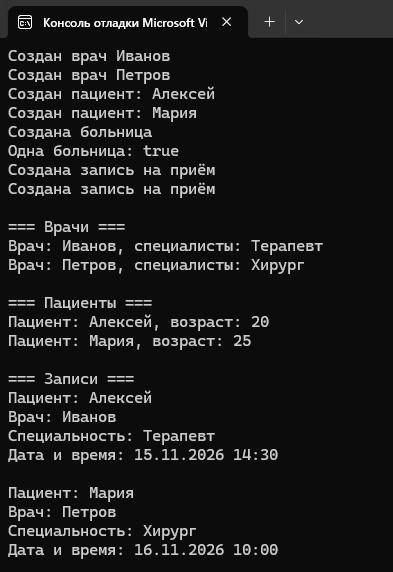 Консоль отладки Microsoft Vi
Создан врач Иванов
Создан врач Петров
Создан пациент: Алексей
Создан пациент: Мария
Создана больница
Одна больница: true
Создана запись на приём
Создана запись на приём
=== Врачи ===
Врач: Иванов, специалисты: Терапевт
Врач: Петров, специалисты: Хирург
=== Пациенты ===
Пациент: Алексей, возраст: 20
Пациент: Мария, возраст: 25
=== Записи ===
Пациент: Алексей
Врач: Иванов
Специальность: Терапевт
Дата и время: 15.11.2026 14:30
Пациент: Мария
Врач: Петров
Специальность: Хирург
Дата и время: 16.11.2026 10:00